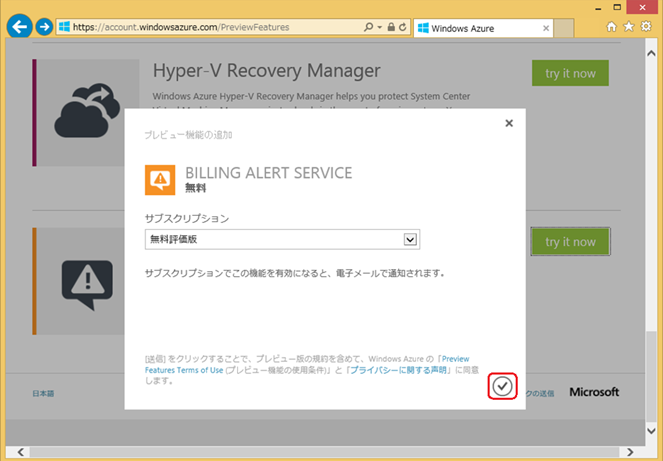 https://account.windowsazure.com/PreviewFeatures
Windows Azure
Hyper-V Recovery Manager
try it now
Windows Azure Hyper-V Recovery Manager helps you protect System Center
プレビュー機能の追加
BILLING ALERT SERVICE
無料
サブスクリプション
無料評価版
try it now
サブスクリプションでこの機能を有効になると、電子メールで通知されます。
[送信] をクリックすることで、プレビュー版の規約を含めて、Windows Azure の「Preview
Features Terms of Use (プレビュー機能の使用条件)」と「プライバシーに関する声明」に同意
します。
日本語
クの送信
Microsoft